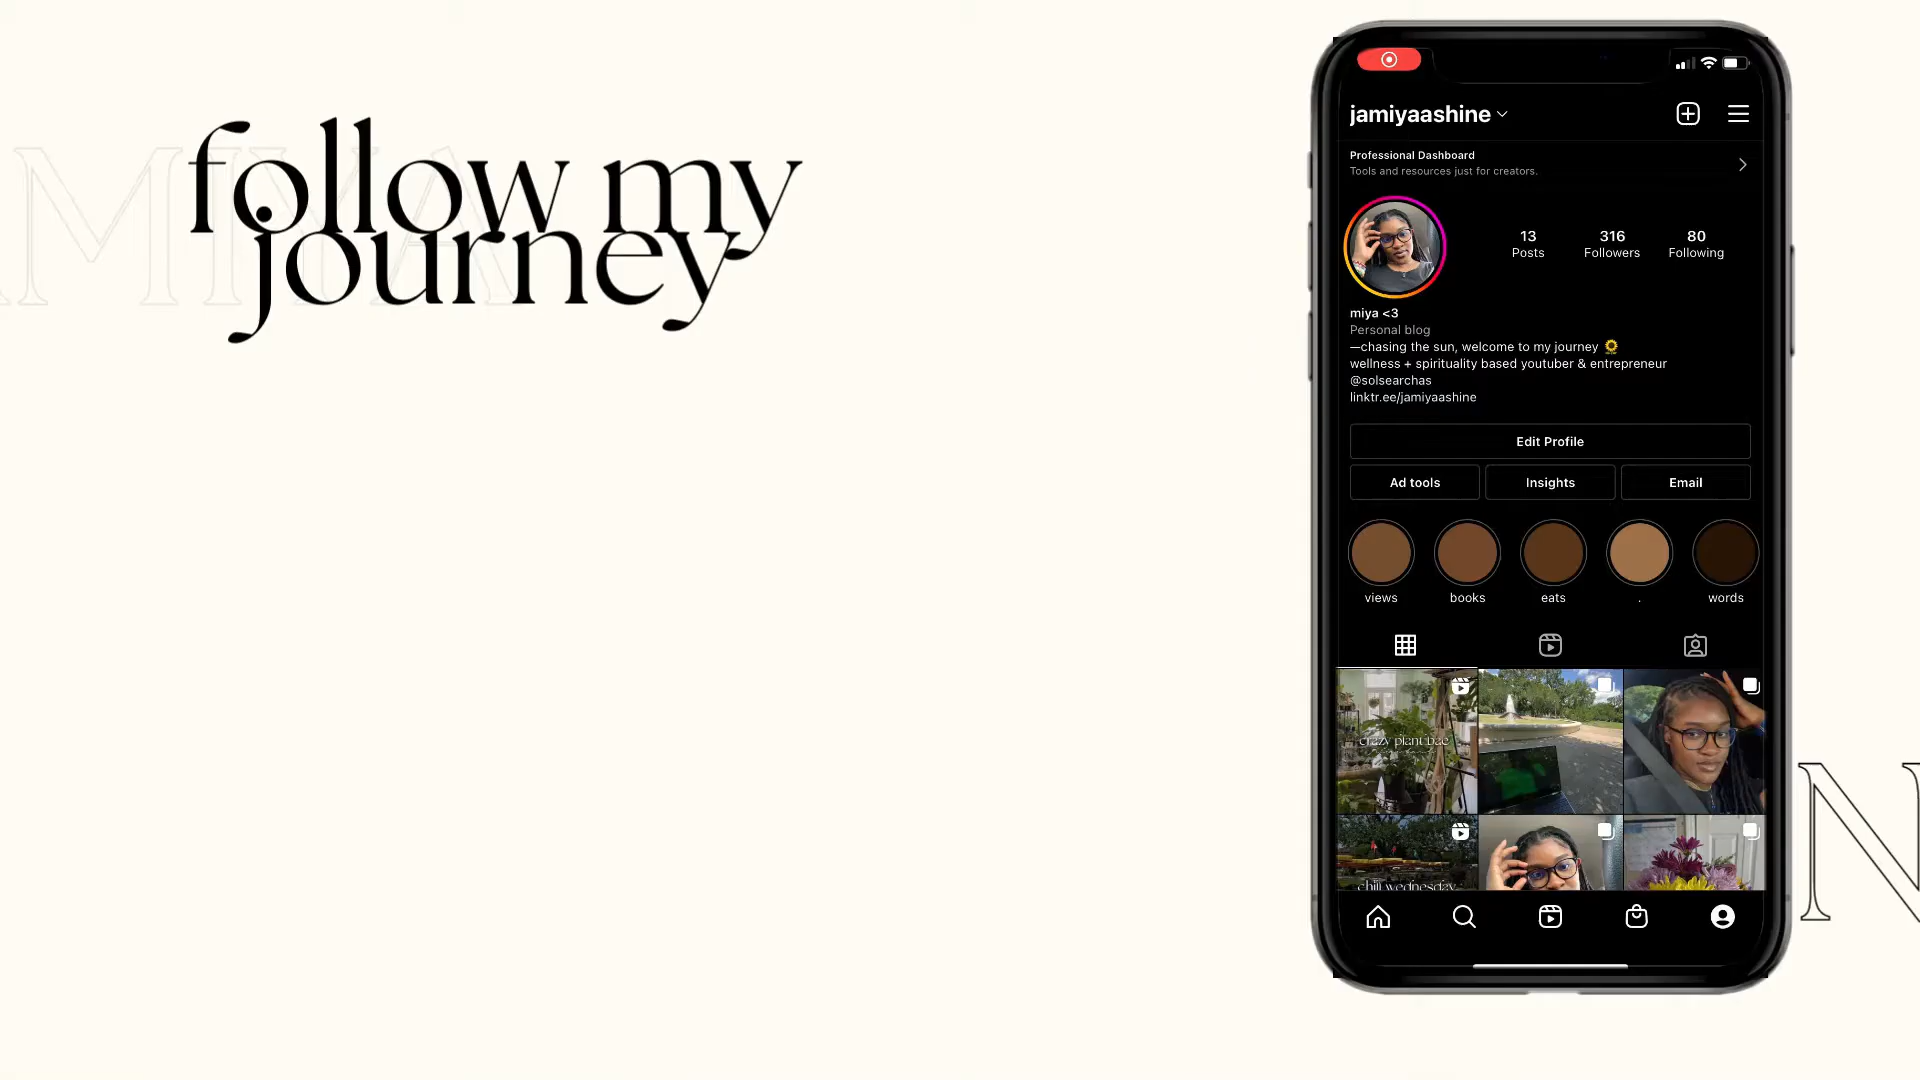 AMIYA
follow my
journey
jamiyaashine
Professional Dashboard
Tools and resources just for creators.
13
Posts
316
Followers
80
Following
miya <3
Personal blog
—chasing the sun, welcome to my journey 🌻
wellness + spirituality based youtuber & entrepreneur
@solsearchas
linktr.ee/jamiyaashine
Edit Profile
Ad tools
Insights
Email
views
books
eats
.
words
crazy plant bae
chill wednesday
N